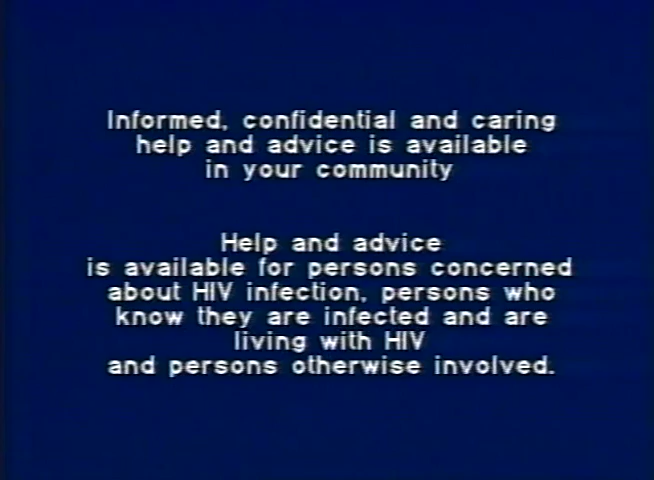 Informed, confidential and caring
help and advice is available
in your community
Help and advice
is available for persons concerned
about HIV infection, persons who
know they are infected and are
living with HIV
and persons otherwise involved.